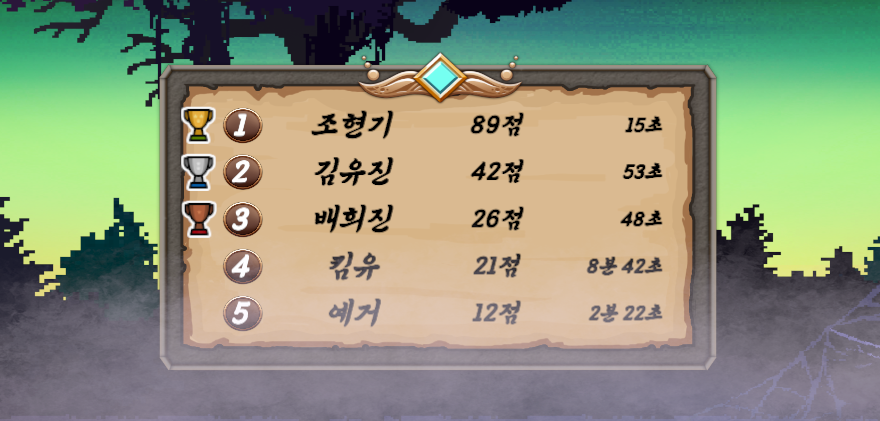 1 조현기 89점 15초
2 김유진 42점 53초
3 배희진 26점 48초
4 킴유 21점 8분 42초
5 예거 12점 2분 22초